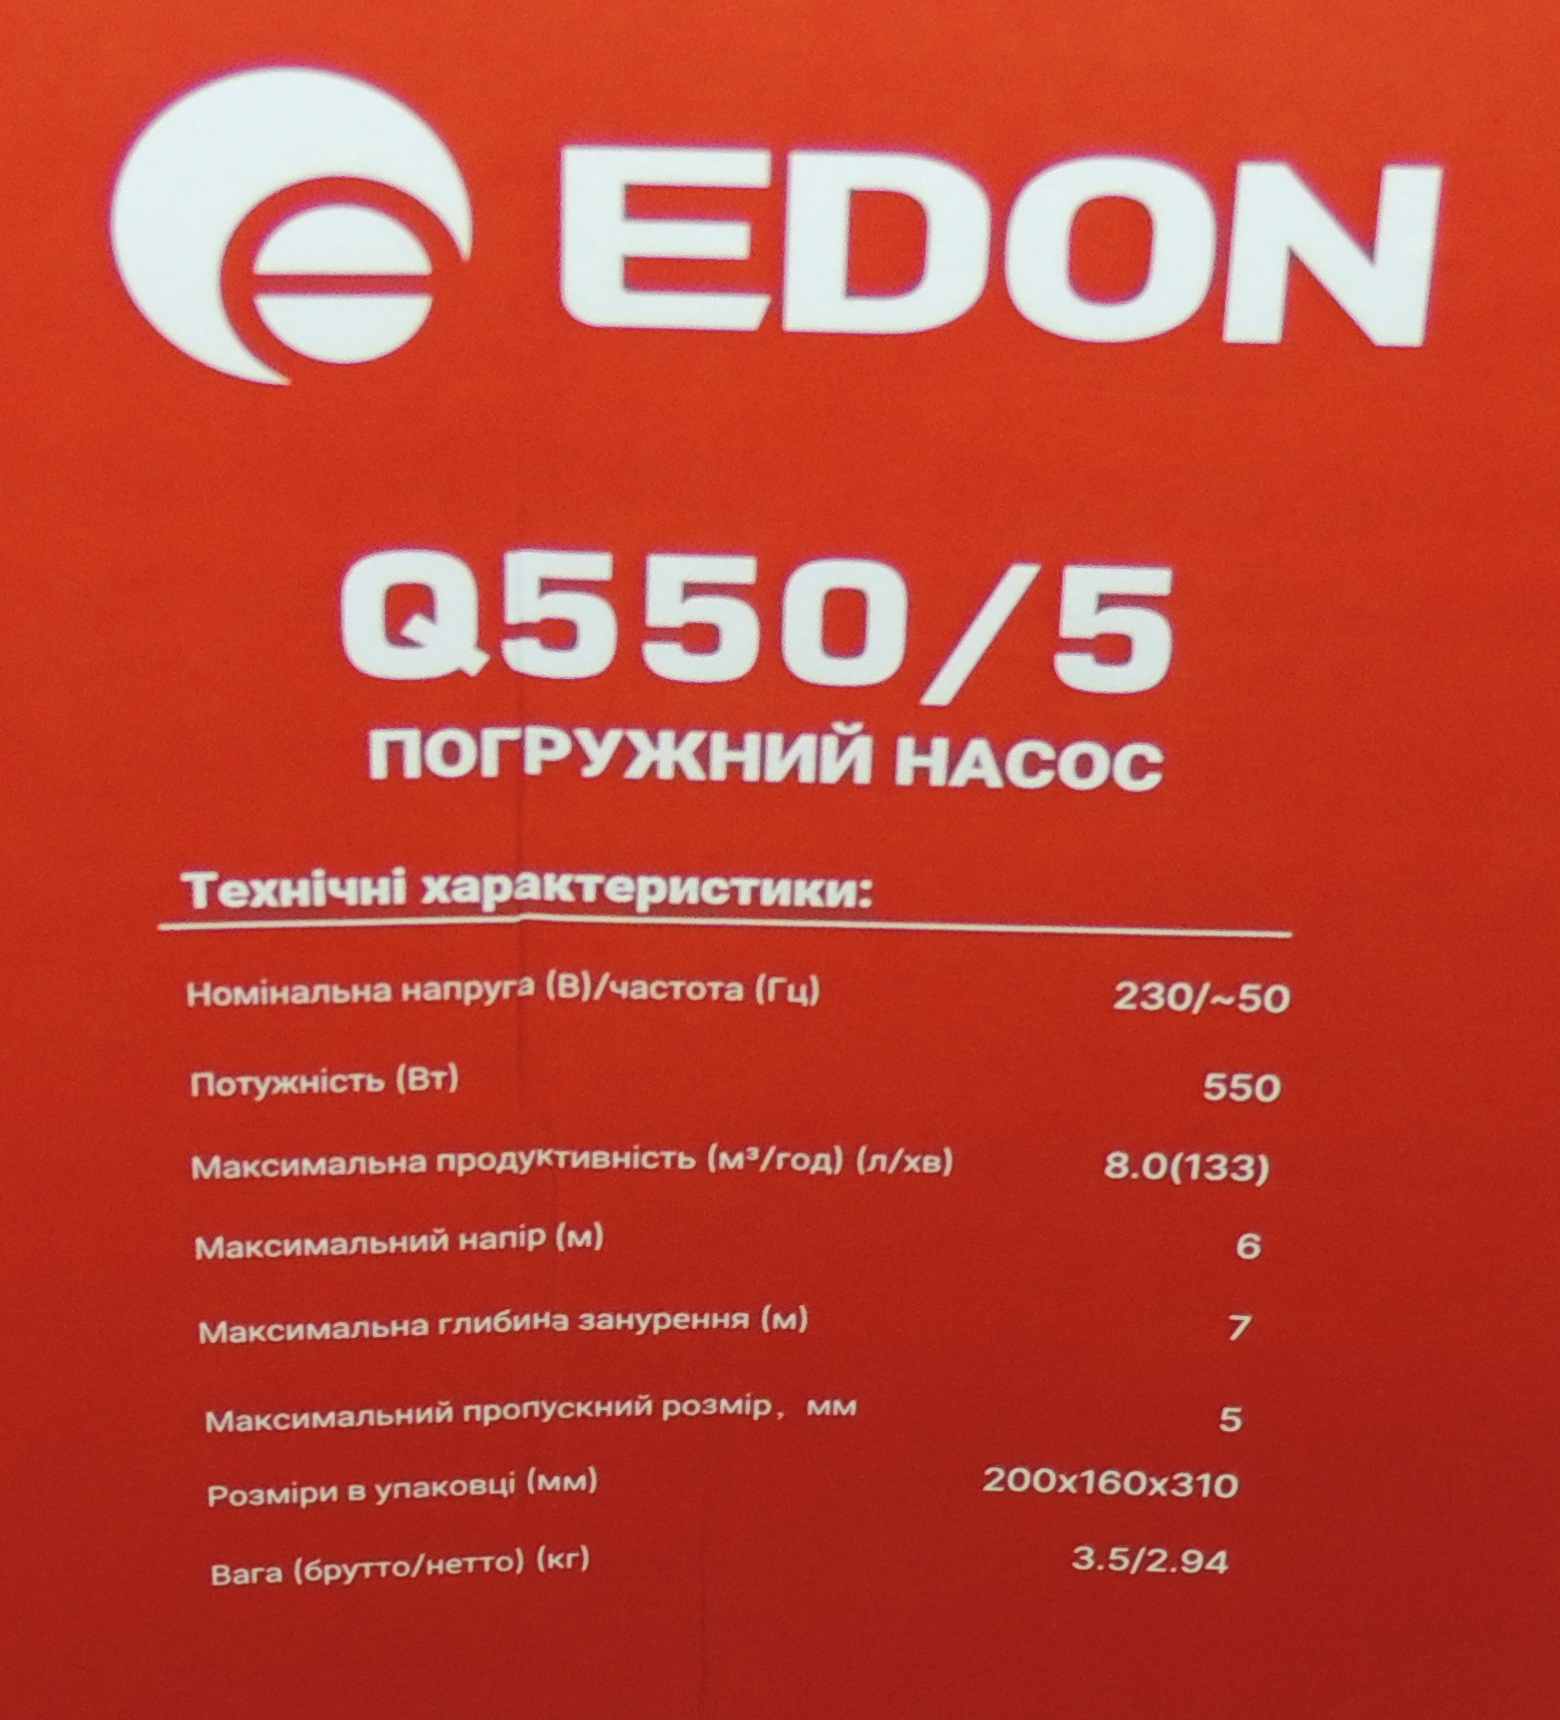 EDON
Q550/5
ПОГРУЖНИЙ НАСОС
Технічні характеристики:
Номінальна напруга (В)/частота (Гц) 230/~50
Потужність (Вт) 550
Максимальна продуктивність (м³/год) (л/хв) 8.0(133)
Максимальний напір (м) 6
Максимальна глибина занурення (м) 7
Максимальний пропускний розмір, мм 5
Розміри в упаковці (мм) 200x160x310
Вага (брутто/нетто) (кг) 3.5/2.94